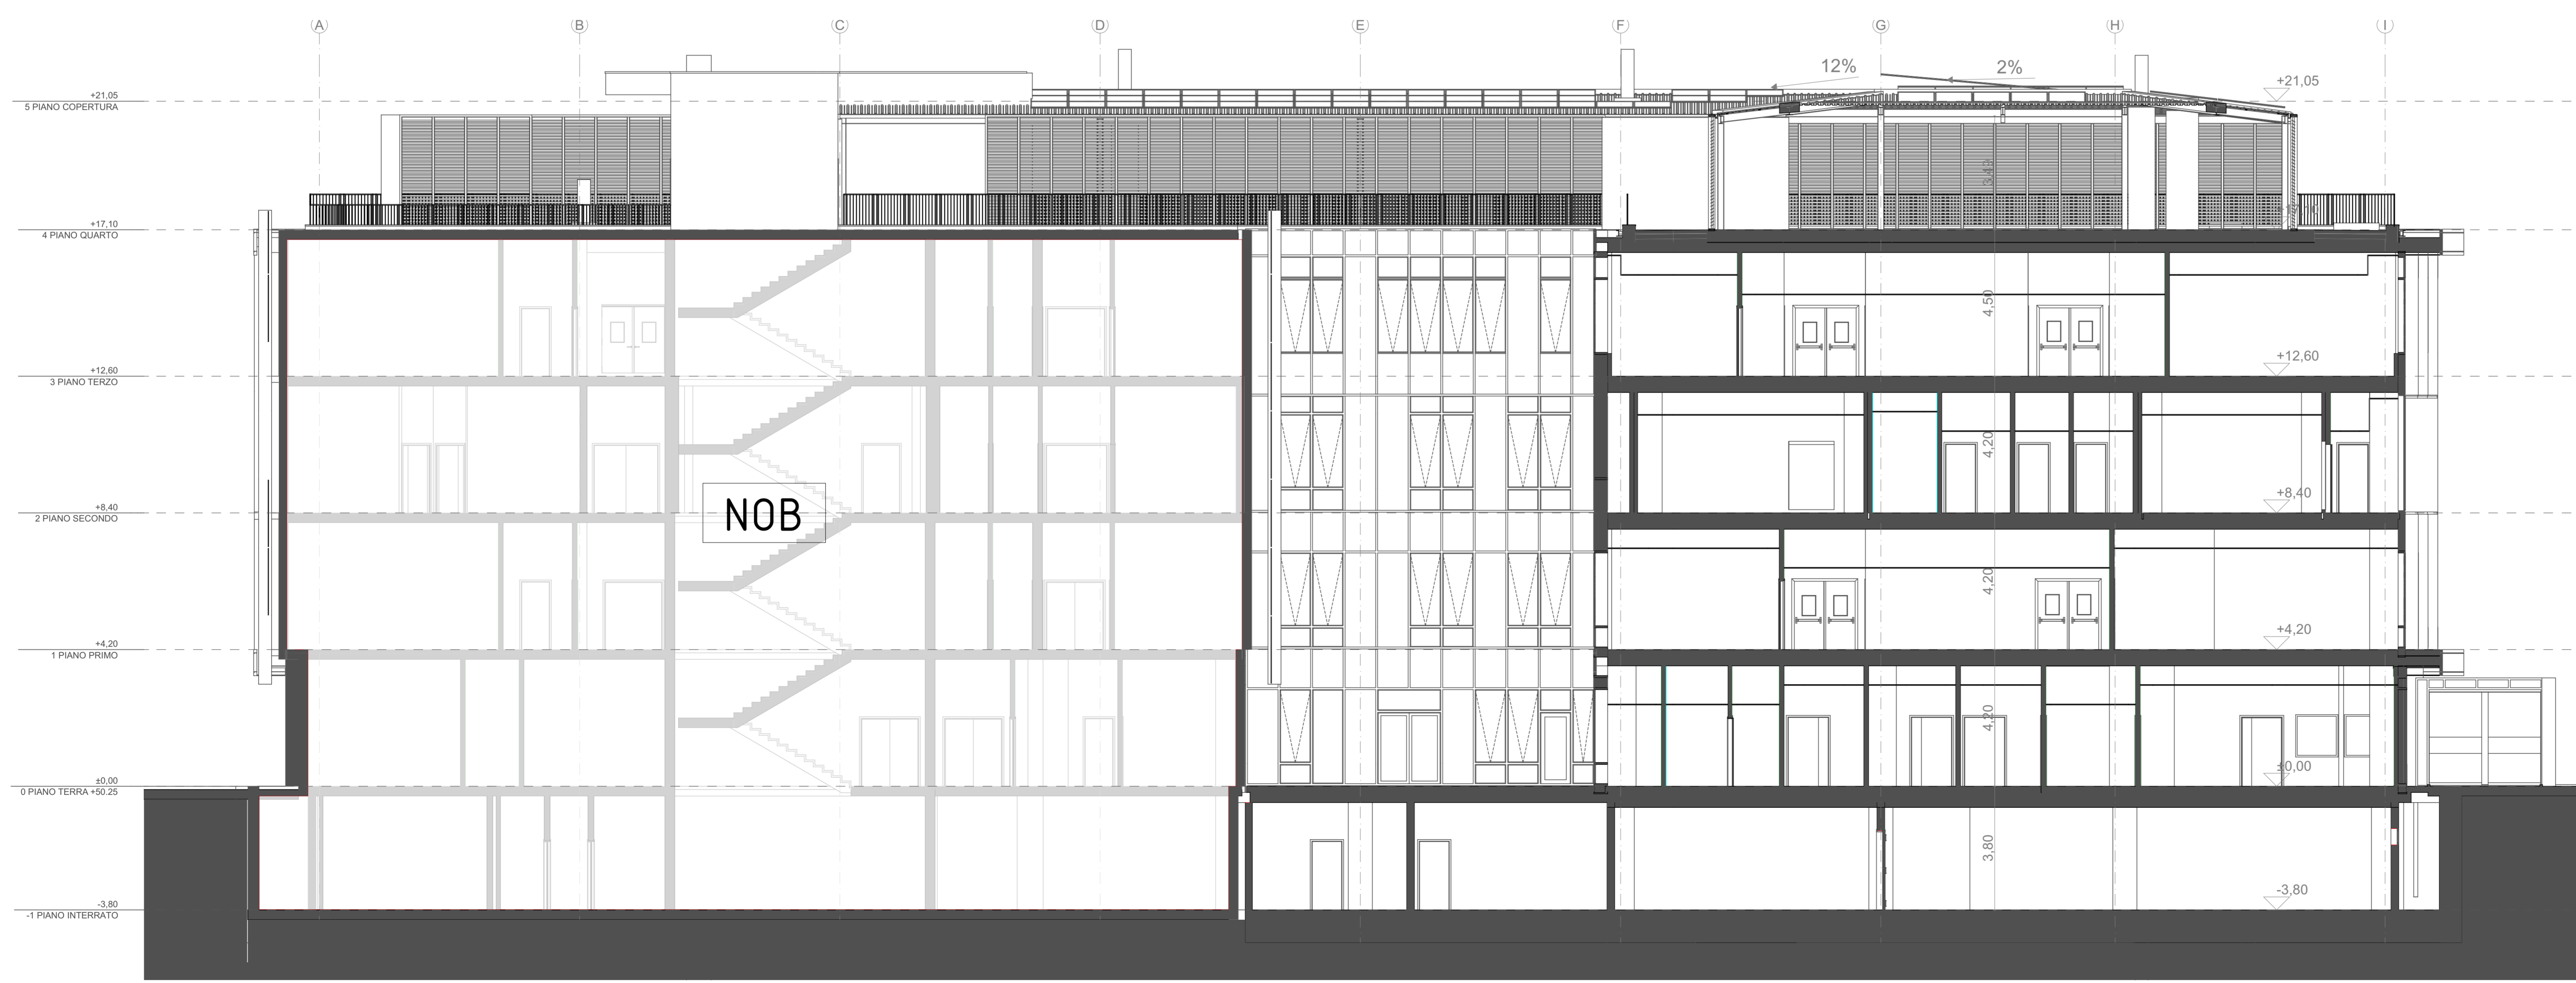 A B C D E F G H I
12% 2%
+21,05
5 PIANO COPERTURA
+21,05
+17,10
4 PIANO QUARTO
+17,10
4,50
+12,60
3 PIANO TERZO
+12,60
4,20
+8,40
2 PIANO SECONDO
NOB
+8,40
4,20
+4,20
1 PIANO PRIMO
+4,20
4,20
±0,00
0 PIANO TERRA +50.25
±0,00
3,80
-3,80
-1 PIANO INTERRATO
-3,80